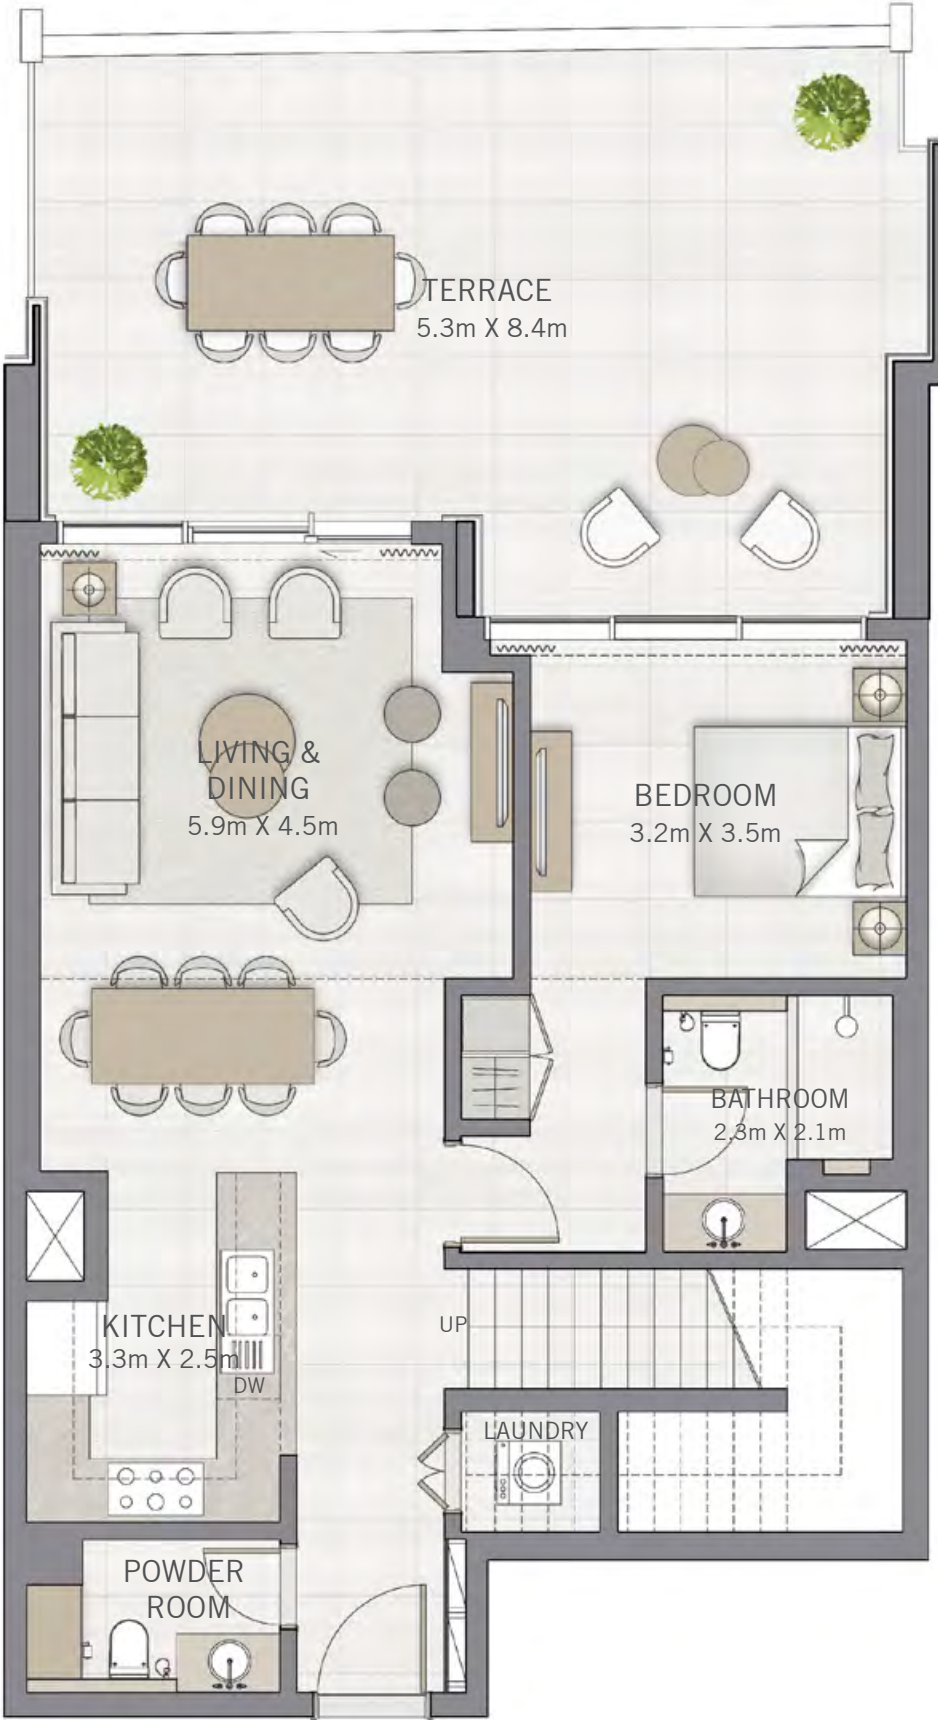 TERRACE
5.3m X 8.4m
LIVING &
DINING
5.9m X 4.5m
BEDROOM
3.2m X 3.5m
BATHROOM
2.3m X 2.1m
KITCHEN
3.3m X 2.5m
DW
UP
LAUNDRY
POWDER
ROOM